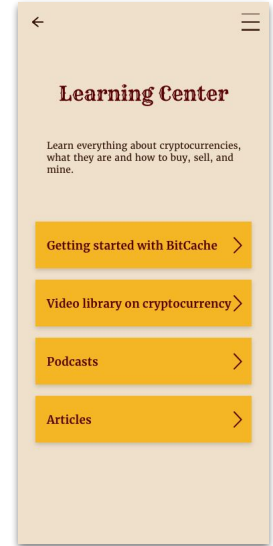 Learning Center
Learn everything about cryptocurrencies,
what they are and how to buy, sell, and
mine.
Getting started with BitCache
Video library on cryptocurrency
Podcasts
Articles